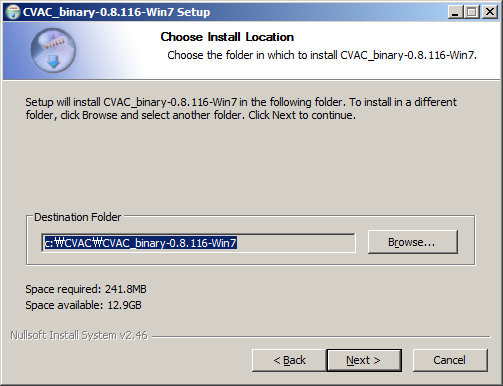 CVAC_binary-0.8.116-Win7 Setup
Choose Install Location
Choose the folder in which to install CVAC_binary-0.8.116-Win7.
Setup will install CVAC_binary-0.8.116-Win7 in the following folder. To install in a different
folder, click Browse and select another folder. Click Next to continue.
Destination Folder
c:₩CVAC₩CVAC_binary-0.8.116-Win7
Browse...
Space required: 241.8MB
Space available: 12.9GB
Nullsoft Install System v2.46
< Back
Next >
Cancel